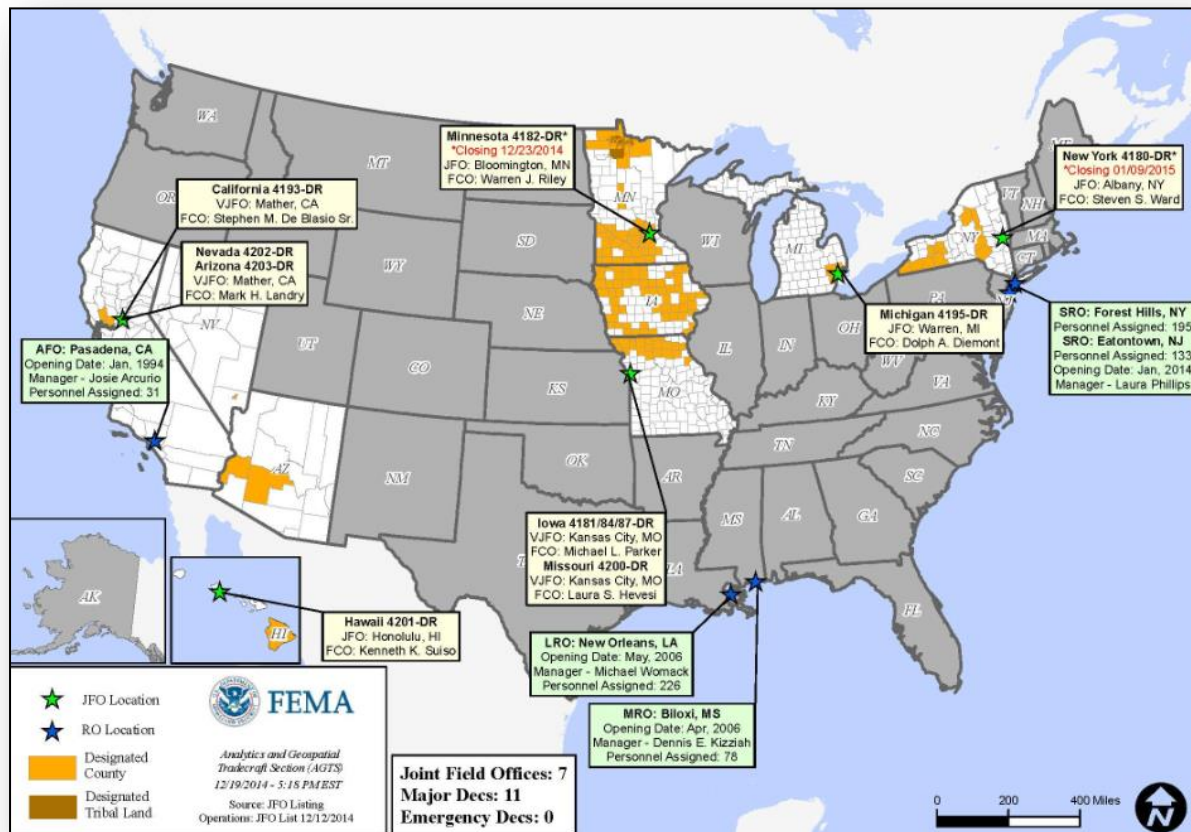 WA
OR
MT
SD
WY
NE
NV
UT
CO
KS
AZ
NM
OK
MN
WI
MI
IA
IL
IN
OH
MO
KY
WV
VA
PA
NY
VT
NH
MA
CT
NJ
TN
NC
SC
AR
MS
AL
GA
LA
FL
AK
HI
Minnesota 4182-DR*
*Closing 12/23/2014
JFO: Bloomington, MN
FCO: Warren J. Riley
New York 4180-DR*
*Closing 01/09/2015
JFO: Albany, NY
FCO: Steven S. Ward
California 4193-DR
VJFO: Mather, CA
FCO: Stephen M. De Blasio Sr.
Nevada 4202-DR
Arizona 4203-DR
VJFO: Mather, CA
FCO: Mark H. Landry
Michigan 4195-DR
JFO: Warren, MI
FCO: Dolph A. Diemont
SRO: Forest Hills, NY
Personnel Assigned: 195
SRO: Eatontown, NJ
Personnel Assigned: 133
Opening Date: Jan, 2014
Manager - Laura Phillips
AFO: Pasadena, CA
Opening Date: Jan, 1994
Manager - Josie Arcurio
Personnel Assigned: 31
Iowa 4181/84/87-DR
VJFO: Kansas City, MO
FCO: Michael L. Parker
Missouri 4200-DR
VJFO: Kansas City, MO
FCO: Laura S. Hevesi
Hawaii 4201-DR
JFO: Honolulu, HI
FCO: Kenneth K. Suiso
LRO: New Orleans, LA
Opening Date: May, 2006
Manager - Michael Womack
Personnel Assigned: 226
MRO: Biloxi, MS
Opening Date: Apr, 2006
Manager - Dennis E. Kizziah
Personnel Assigned: 78
JFO Location
RO Location
Designated
County
Designated
Tribal Land
FEMA
Analytics and Geospatial
Tradecraft Section (AGTS)
12/19/2014 - 5:18 PM EST
Source: JFO Listing
Operations: JFO List 12/12/2014
Joint Field Offices: 7
Major Decs: 11
Emergency Decs: 0
0 200 400 Miles
N